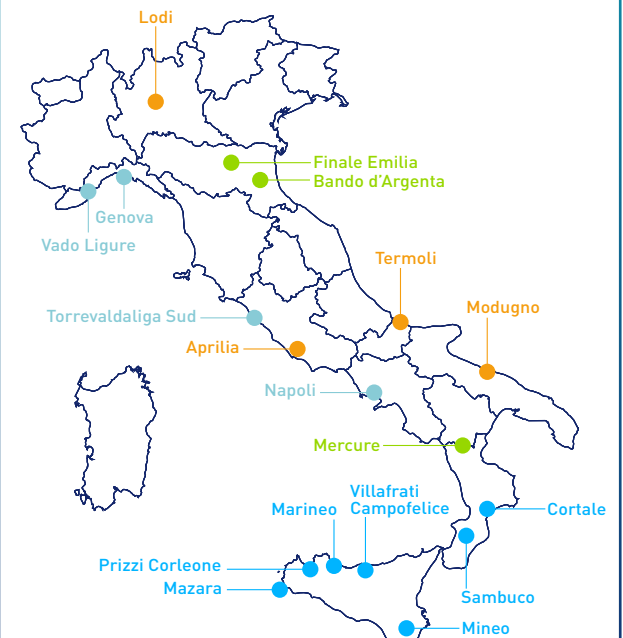 Lodi
Finale Emilia
Bando d'Argenta
Genova
Vado Ligure
Termoli
Modugno
Torrevaldaliga Sud
Aprilia
Napoli
Mercure
Villafrati
Campofelice
Marineo
Cortale
Prizzi Corleone
Mazara
Sambuco
Mineo